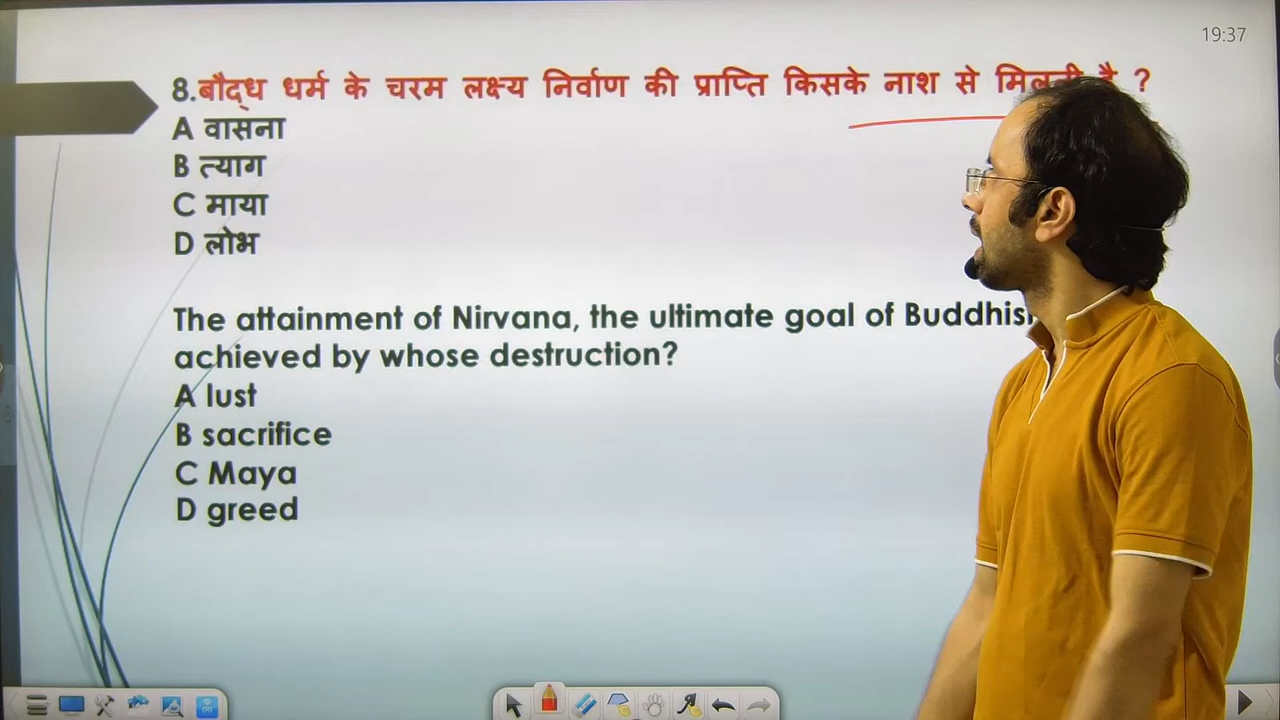 19:37
8.बौद्ध धर्म के चरम लक्ष्य निर्वाण की प्राप्ति किसके नाश से मिलती है ?
A वासना
B त्याग
C माया
D लोभ
The attainment of Nirvana, the ultimate goal of
achieved by whose destruction?
A lust
B sacrifice
C Maya
D greed